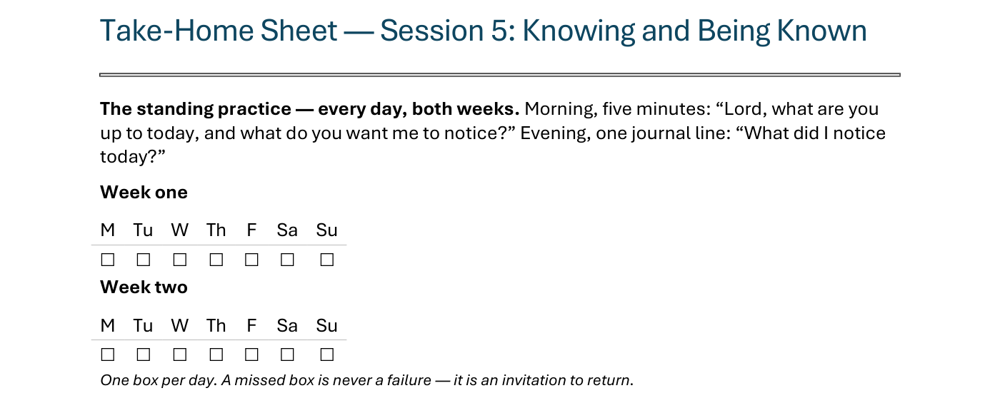 Take-Home Sheet — Session 5: Knowing and Being Known
The standing practice — every day, both weeks. Morning, five minutes: “Lord, what are you
up to today, and what do you want me to notice?” Evening, one journal line: “What did I notice
today?”
Week one
M Tu W Th F Sa Su
☐ ☐ ☐ ☐ ☐ ☐ ☐
Week two
M Tu W Th F Sa Su
☐ ☐ ☐ ☐ ☐ ☐ ☐
One box per day. A missed box is never a failure — it is an invitation to return.